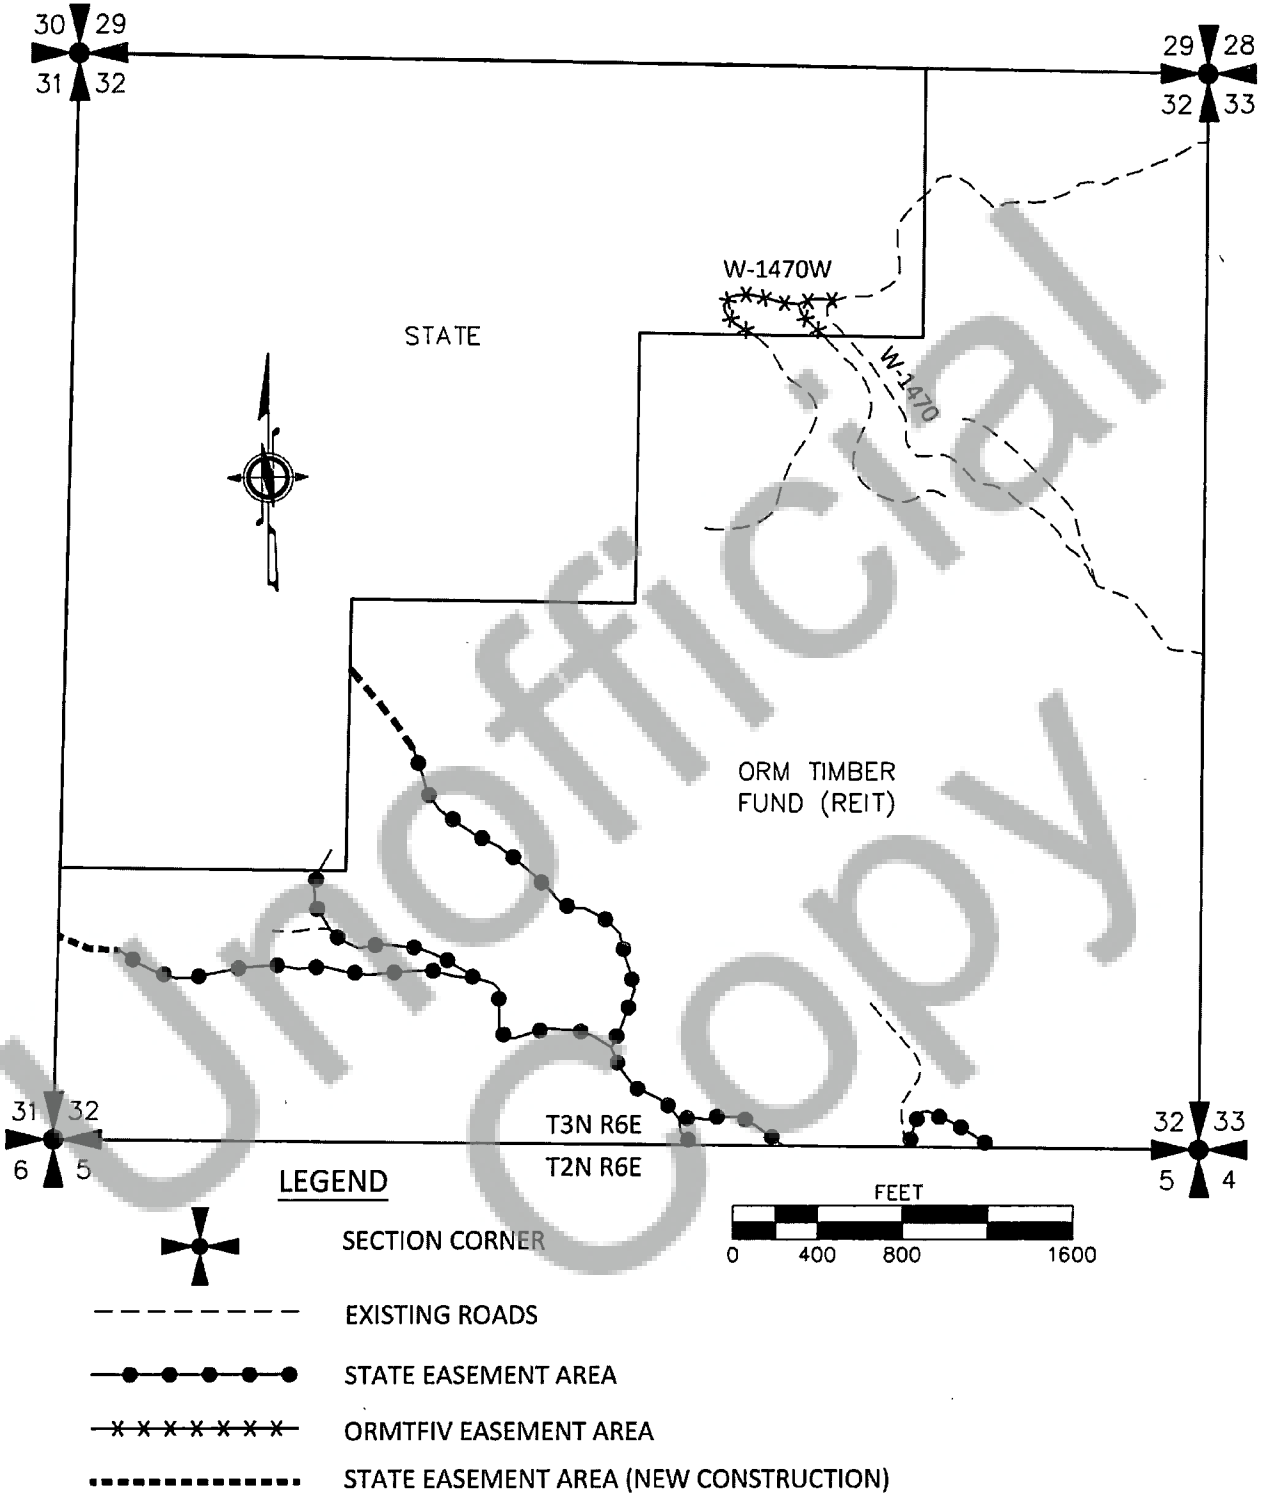 30 29
31 32
29 28
32 33
W-1470W
STATE
W-1470
ORM TIMBER
FUND (REIT)
31 32
6 5
T3N R6E
T2N R6E
32 33
5 4
LEGEND
FEET
0 400 800 1600
SECTION CORNER
EXISTING ROADS
STATE EASEMENT AREA
ORMTFIV EASEMENT AREA
STATE EASEMENT AREA (NEW CONSTRUCTION)
Unofficial
Copy